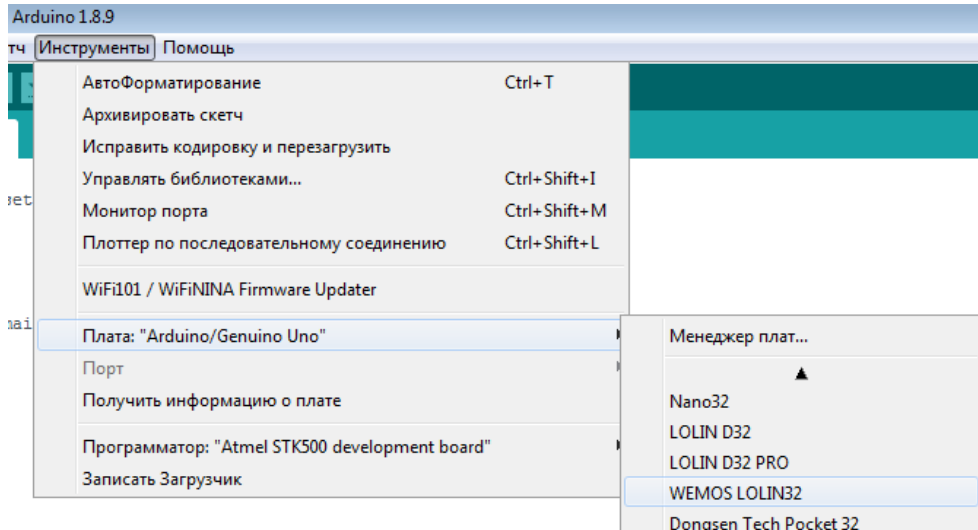 Arduino 1.8.9
тч Инструменты Помощь
АвтоФорматирование Ctrl+T
Архивировать скетч
Исправить кодировку и перезагрузить
Управлять библиотеками... Ctrl+Shift+I
Монитор порта Ctrl+Shift+M
Плоттер по последовательному соединению Ctrl+Shift+L
WiFi101 / WiFiNINA Firmware Updater
Плата: "Arduino/Genuino Uno"
Порт
Получить информацию о плате
Программатор: "Atmel STK500 development board"
Записать Загрузчик
Менеджер плат...
Nano32
LOLIN D32
LOLIN D32 PRO
WEMOS LOLIN32
Dongsen Tech Pocket 32